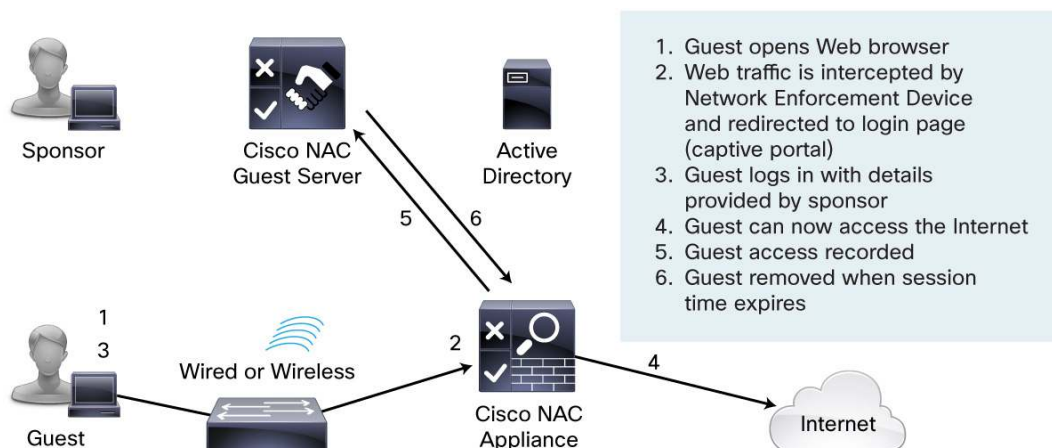 Sponsor
Cisco NAC
Guest Server
Active
Directory
5
6
1. Guest opens Web browser
2. Web traffic is intercepted by
Network Enforcement Device
and redirected to login page
(captive portal)
3. Guest logs in with details
provided by sponsor
4. Guest can now access the Internet
5. Guest access recorded
6. Guest removed when session
time expires
1
3
Guest
Wired or Wireless
2
Cisco NAC
Appliance
4
Internet